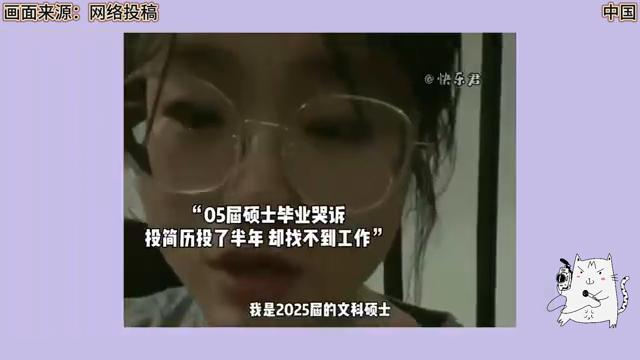 画面来源：网络投稿
中国
@快乐君
“05届硕士毕业哭诉
投简历投了半年 却找不到工作”
我是2025届的文科硕士